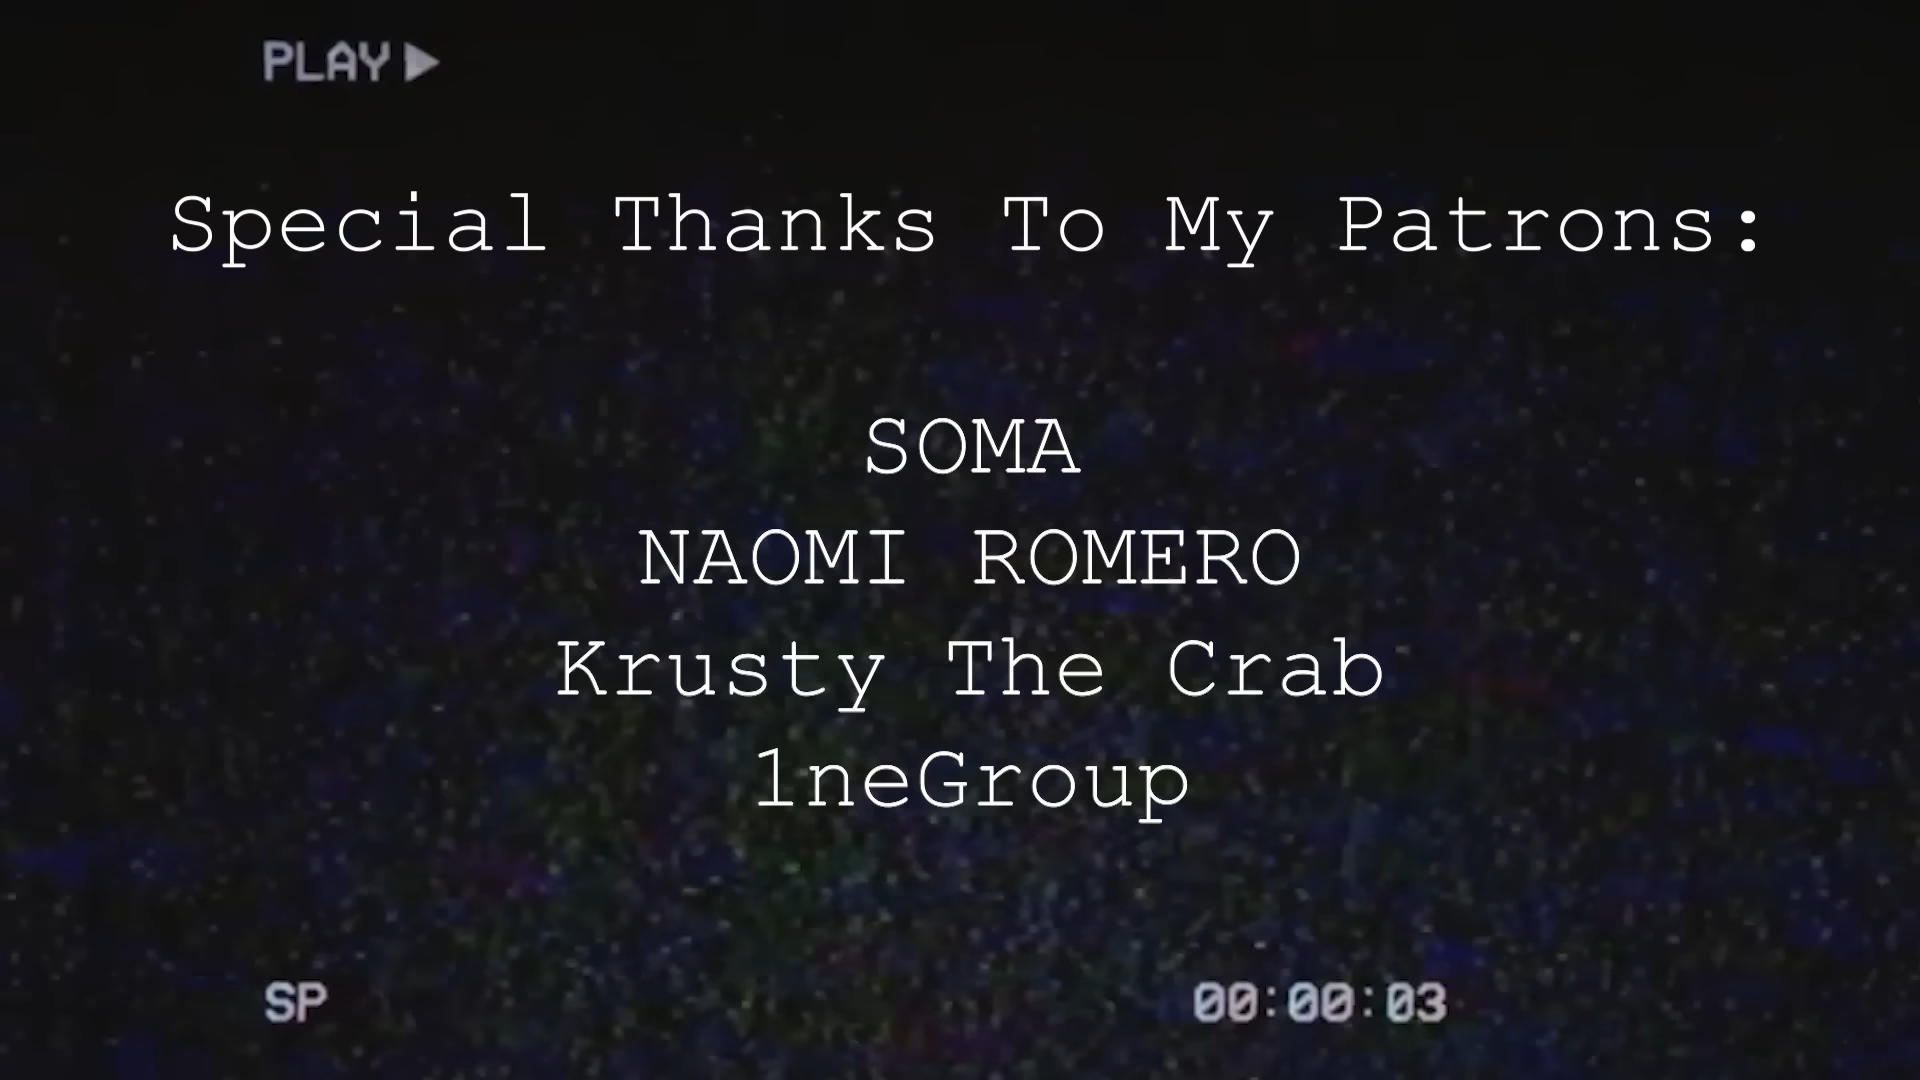 PLAY ▶
Special Thanks To My Patrons:
SOMA
NAOMI ROMERO
Krusty The Crab
1neGroup
SP
00:00:03